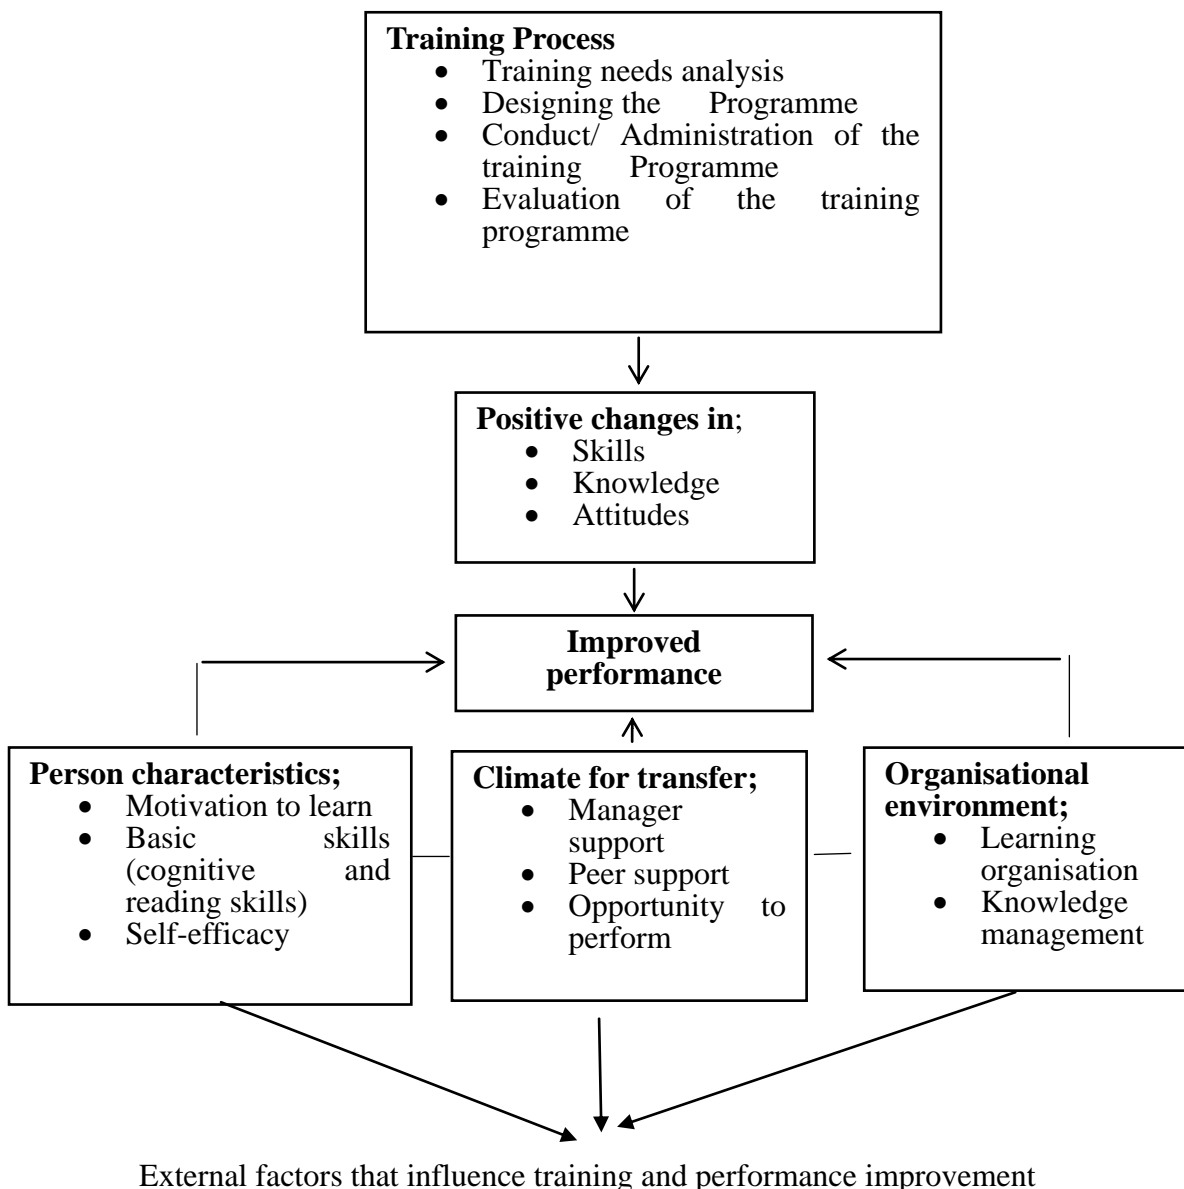 Training Process
• Training needs analysis
• Designing the Programme
• Conduct/ Administration of the
training Programme
• Evaluation of the training
programme
Positive changes in;
• Skills
• Knowledge
• Attitudes
Improved
performance
Person characteristics;
• Motivation to learn
• Basic skills
(cognitive and
reading skills)
• Self-efficacy
Climate for transfer;
• Manager
support
• Peer support
• Opportunity to
perform
Organisational
environment;
• Learning
organisation
• Knowledge
management
External factors that influence training and performance improvement